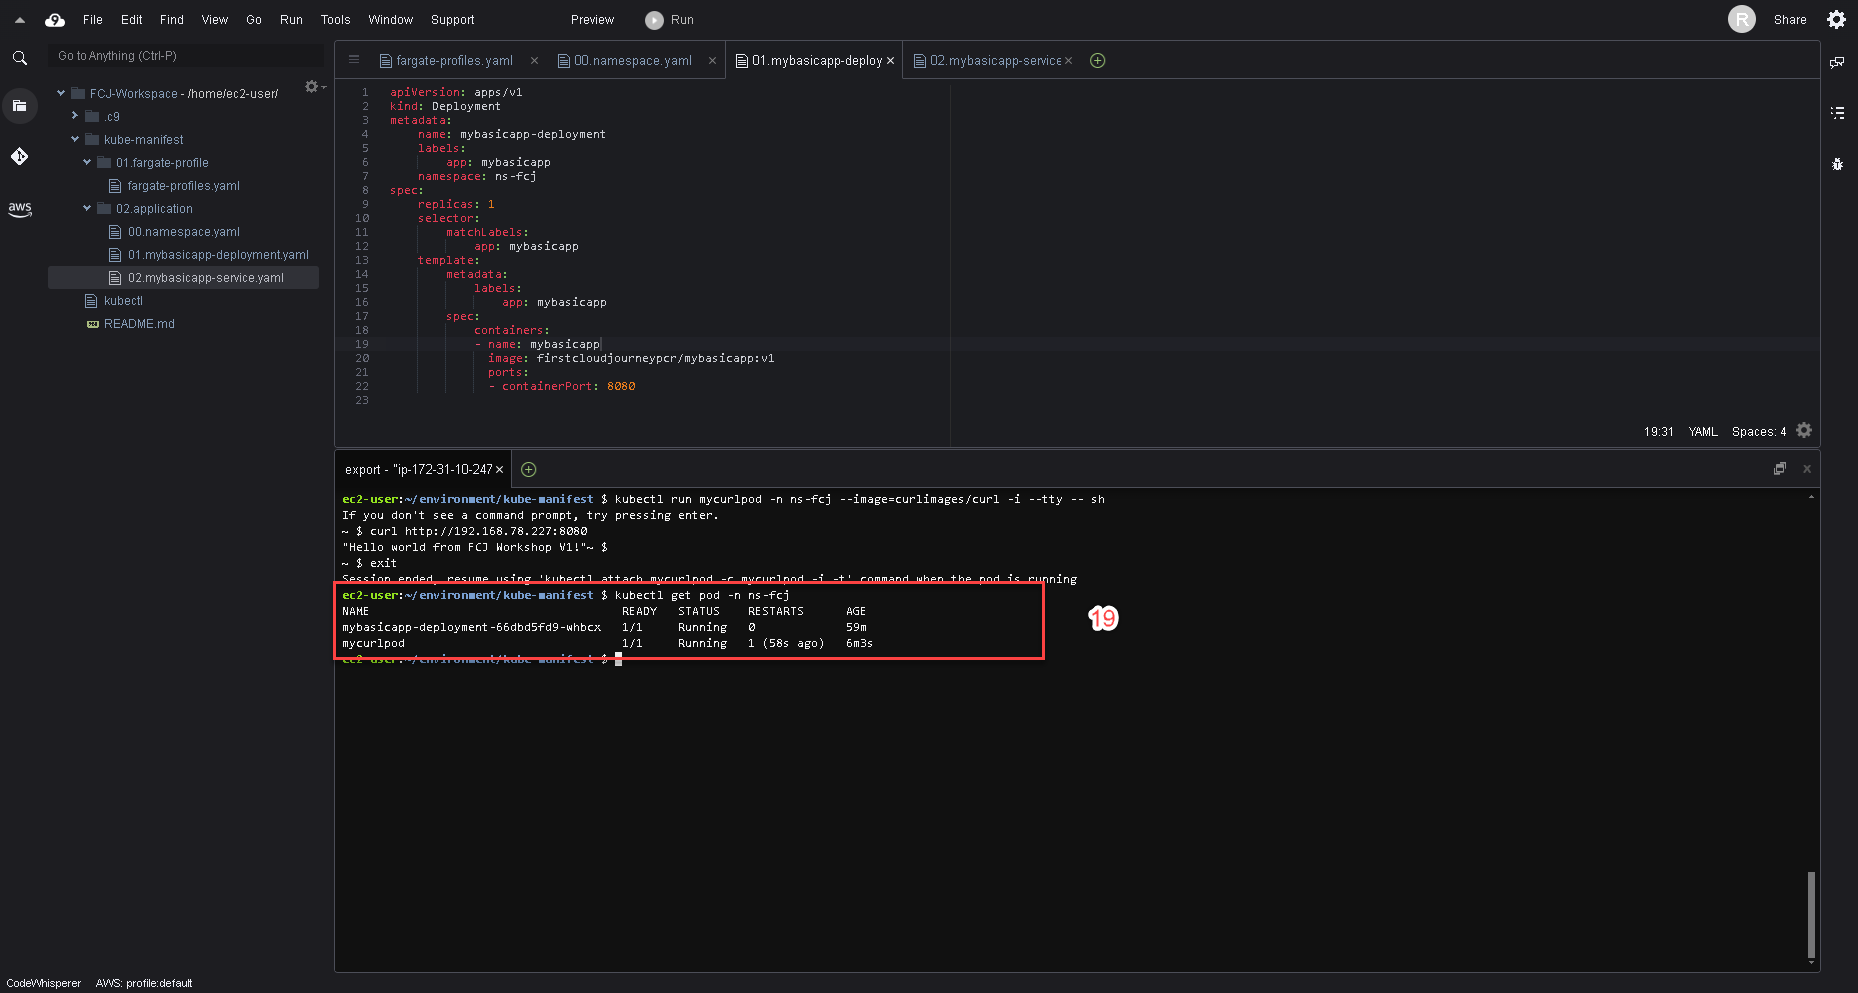 File Edit Find View Go Run Tools Window Support Preview Run R Share
Go to Anything (Ctrl-P)
FCJ-Workspace - /home/ec2-user/
.c9
kube-manifest
01.fargate-profile
fargate-profiles.yaml
02.application
00.namespace.yaml
01.mybasicapp-deployment.yaml
02.mybasicapp-service.yaml
kubectl
README.md
aws
fargate-profiles.yaml 00.namespace.yaml 01.mybasicapp-deploy 02.mybasicapp-service
1 apiVersion: apps/v1
2 kind: Deployment
3 metadata:
4 name: mybasicapp-deployment
5 labels:
6 app: mybasicapp
7 namespace: ns-fcj
8 spec:
9 replicas: 1
10 selector:
11 matchLabels:
12 app: mybasicapp
13 template:
14 metadata:
15 labels:
16 app: mybasicapp
17 spec:
18 containers:
19 - name: mybasicapp
20 image: firstcloudjourneypcr/mybasicapp:v1
21 ports:
22 - containerPort: 8080
23
19:31 YAML Spaces: 4
export - "ip-172-31-10-247
ec2-user:~/environment/kube-manifest $ kubectl run mycurlpod -n ns-fcj --image=curlimages/curl -i --tty -- sh
If you don't see a command prompt, try pressing enter.
~ $ curl http://192.168.78.227:8080
"Hello world from FCJ Workshop V1!"~ $
~ $ exit
Session ended, resume using 'kubectl attach mycurlpod -c mycurlpod -i -t' command when the pod is running
ec2-user:~/environment/kube-manifest $ kubectl get pod -n ns-fcj
NAME READY STATUS RESTARTS AGE
mybasicapp-deployment-66dbd5fd9-whbcx 1/1 Running 0 59m
mycurlpod 1/1 Running 1 (58s ago) 6m3s
ec2-user:~/environment/kube-manifest $
19
CodeWhisperer AWS: profile:default